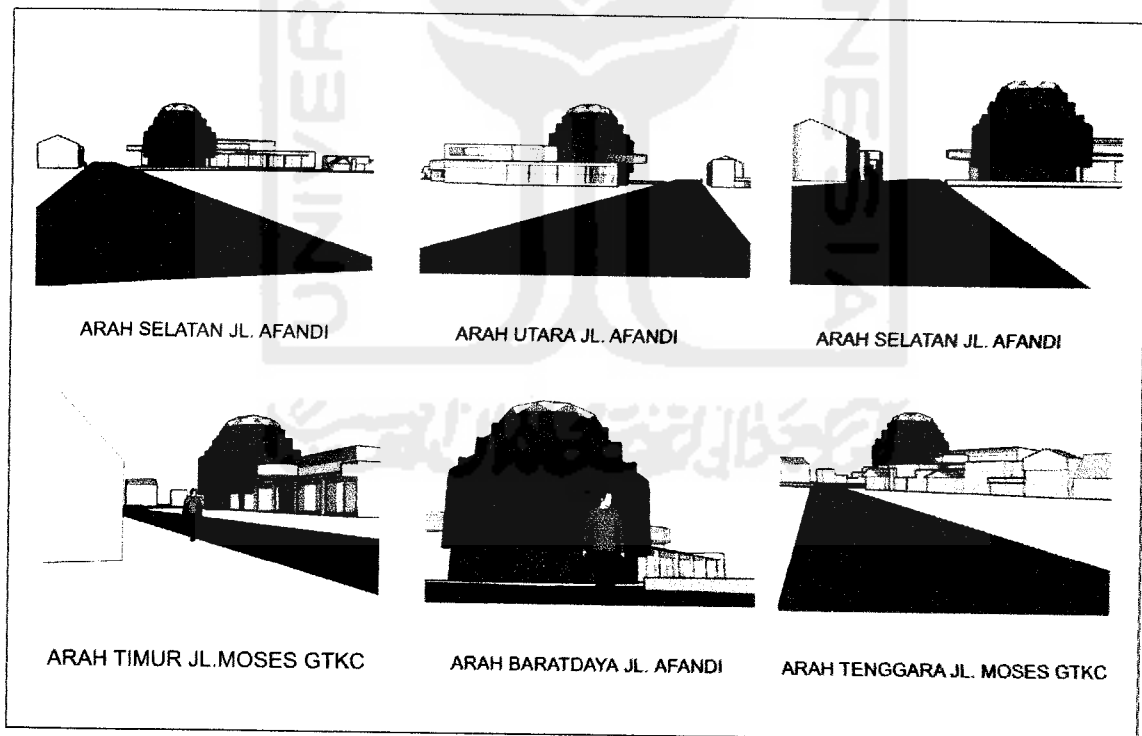 ARAH SELATAN JL. AFANDI
ARAH UTARA JL. AFANDI
ARAH SELATAN JL. AFANDI
ARAH TIMUR JL.MOSES GTKC
ARAH BARATDAYA JL. AFANDI
ARAH TENGGARA JL. MOSES GTKC